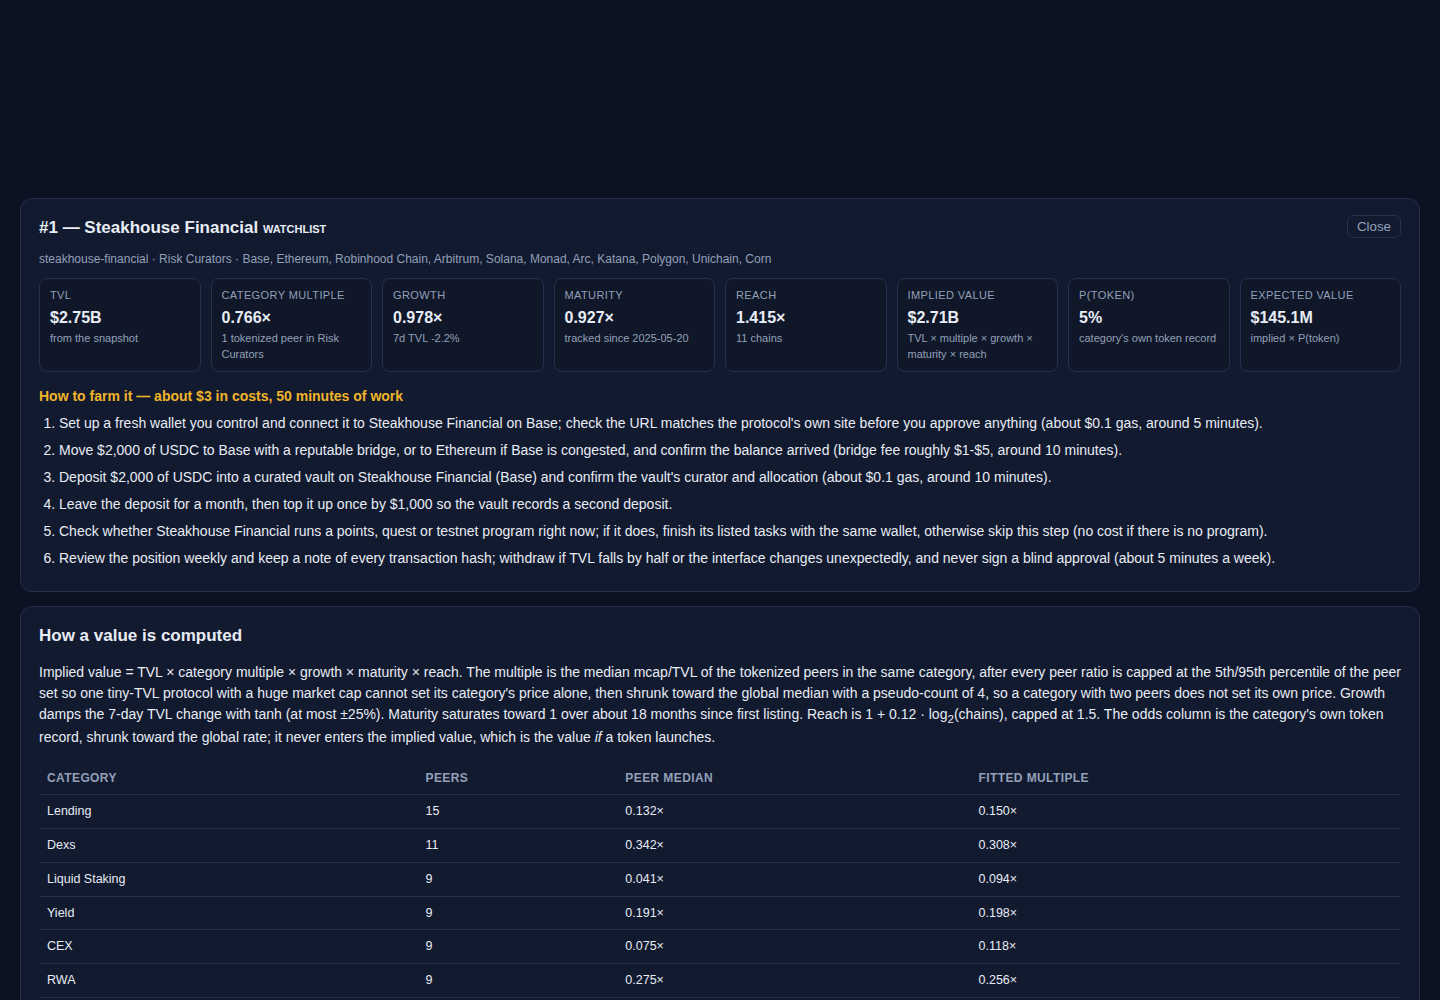 #1 — Steakhouse Financial WATCHLIST
Close
steakhouse-financial · Risk Curators · Base, Ethereum, Robinhood Chain, Arbitrum, Solana, Monad, Arc, Katana, Polygon, Unichain, Corn
TVL
$2.75B
from the snapshot
CATEGORY MULTIPLE
0.766×
1 tokenized peer in Risk
Curators
GROWTH
0.978×
7d TVL -2.2%
MATURITY
0.927×
tracked since 2025-05-20
REACH
1.415×
11 chains
IMPLIED VALUE
$2.71B
TVL × multiple × growth ×
maturity × reach
P(TOKEN)
5%
category's own token record
EXPECTED VALUE
$145.1M
implied × P(token)
How to farm it — about $3 in costs, 50 minutes of work
1. Set up a fresh wallet you control and connect it to Steakhouse Financial on Base; check the URL matches the protocol's own site before you approve anything (about $0.1 gas, around 5 minutes).
2. Move $2,000 of USDC to Base with a reputable bridge, or to Ethereum if Base is congested, and confirm the balance arrived (bridge fee roughly $1-$5, around 10 minutes).
3. Deposit $2,000 of USDC into a curated vault on Steakhouse Financial (Base) and confirm the vault's curator and allocation (about $0.1 gas, around 10 minutes).
4. Leave the deposit for a month, then top it up once by $1,000 so the vault records a second deposit.
5. Check whether Steakhouse Financial runs a points, quest or testnet program right now; if it does, finish its listed tasks with the same wallet, otherwise skip this step (no cost if there is no program).
6. Review the position weekly and keep a note of every transaction hash; withdraw if TVL falls by half or the interface changes unexpectedly, and never sign a blind approval (about 5 minutes a week).
How a value is computed
Implied value = TVL × category multiple × growth × maturity × reach. The multiple is the median mcap/TVL of the tokenized peers in the same category, after every peer ratio is capped at the 5th/95th percentile of the peer
set so one tiny-TVL protocol with a huge market cap cannot set its category's price alone, then shrunk toward the global median with a pseudo-count of 4, so a category with two peers does not set its own price. Growth
damps the 7-day TVL change with tanh (at most ±25%). Maturity saturates toward 1 over about 18 months since first listing. Reach is 1 + 0.12 · log2(chains), capped at 1.5. The odds column is the category's own token
record, shrunk toward the global rate; it never enters the implied value, which is the value if a token launches.
CATEGORY PEERS PEER MEDIAN FITTED MULTIPLE
Lending 15 0.132× 0.150×
Dexs 11 0.342× 0.308×
Liquid Staking 9 0.041× 0.094×
Yield 9 0.191× 0.198×
CEX 9 0.075× 0.118×
RWA 9 0.275× 0.256×